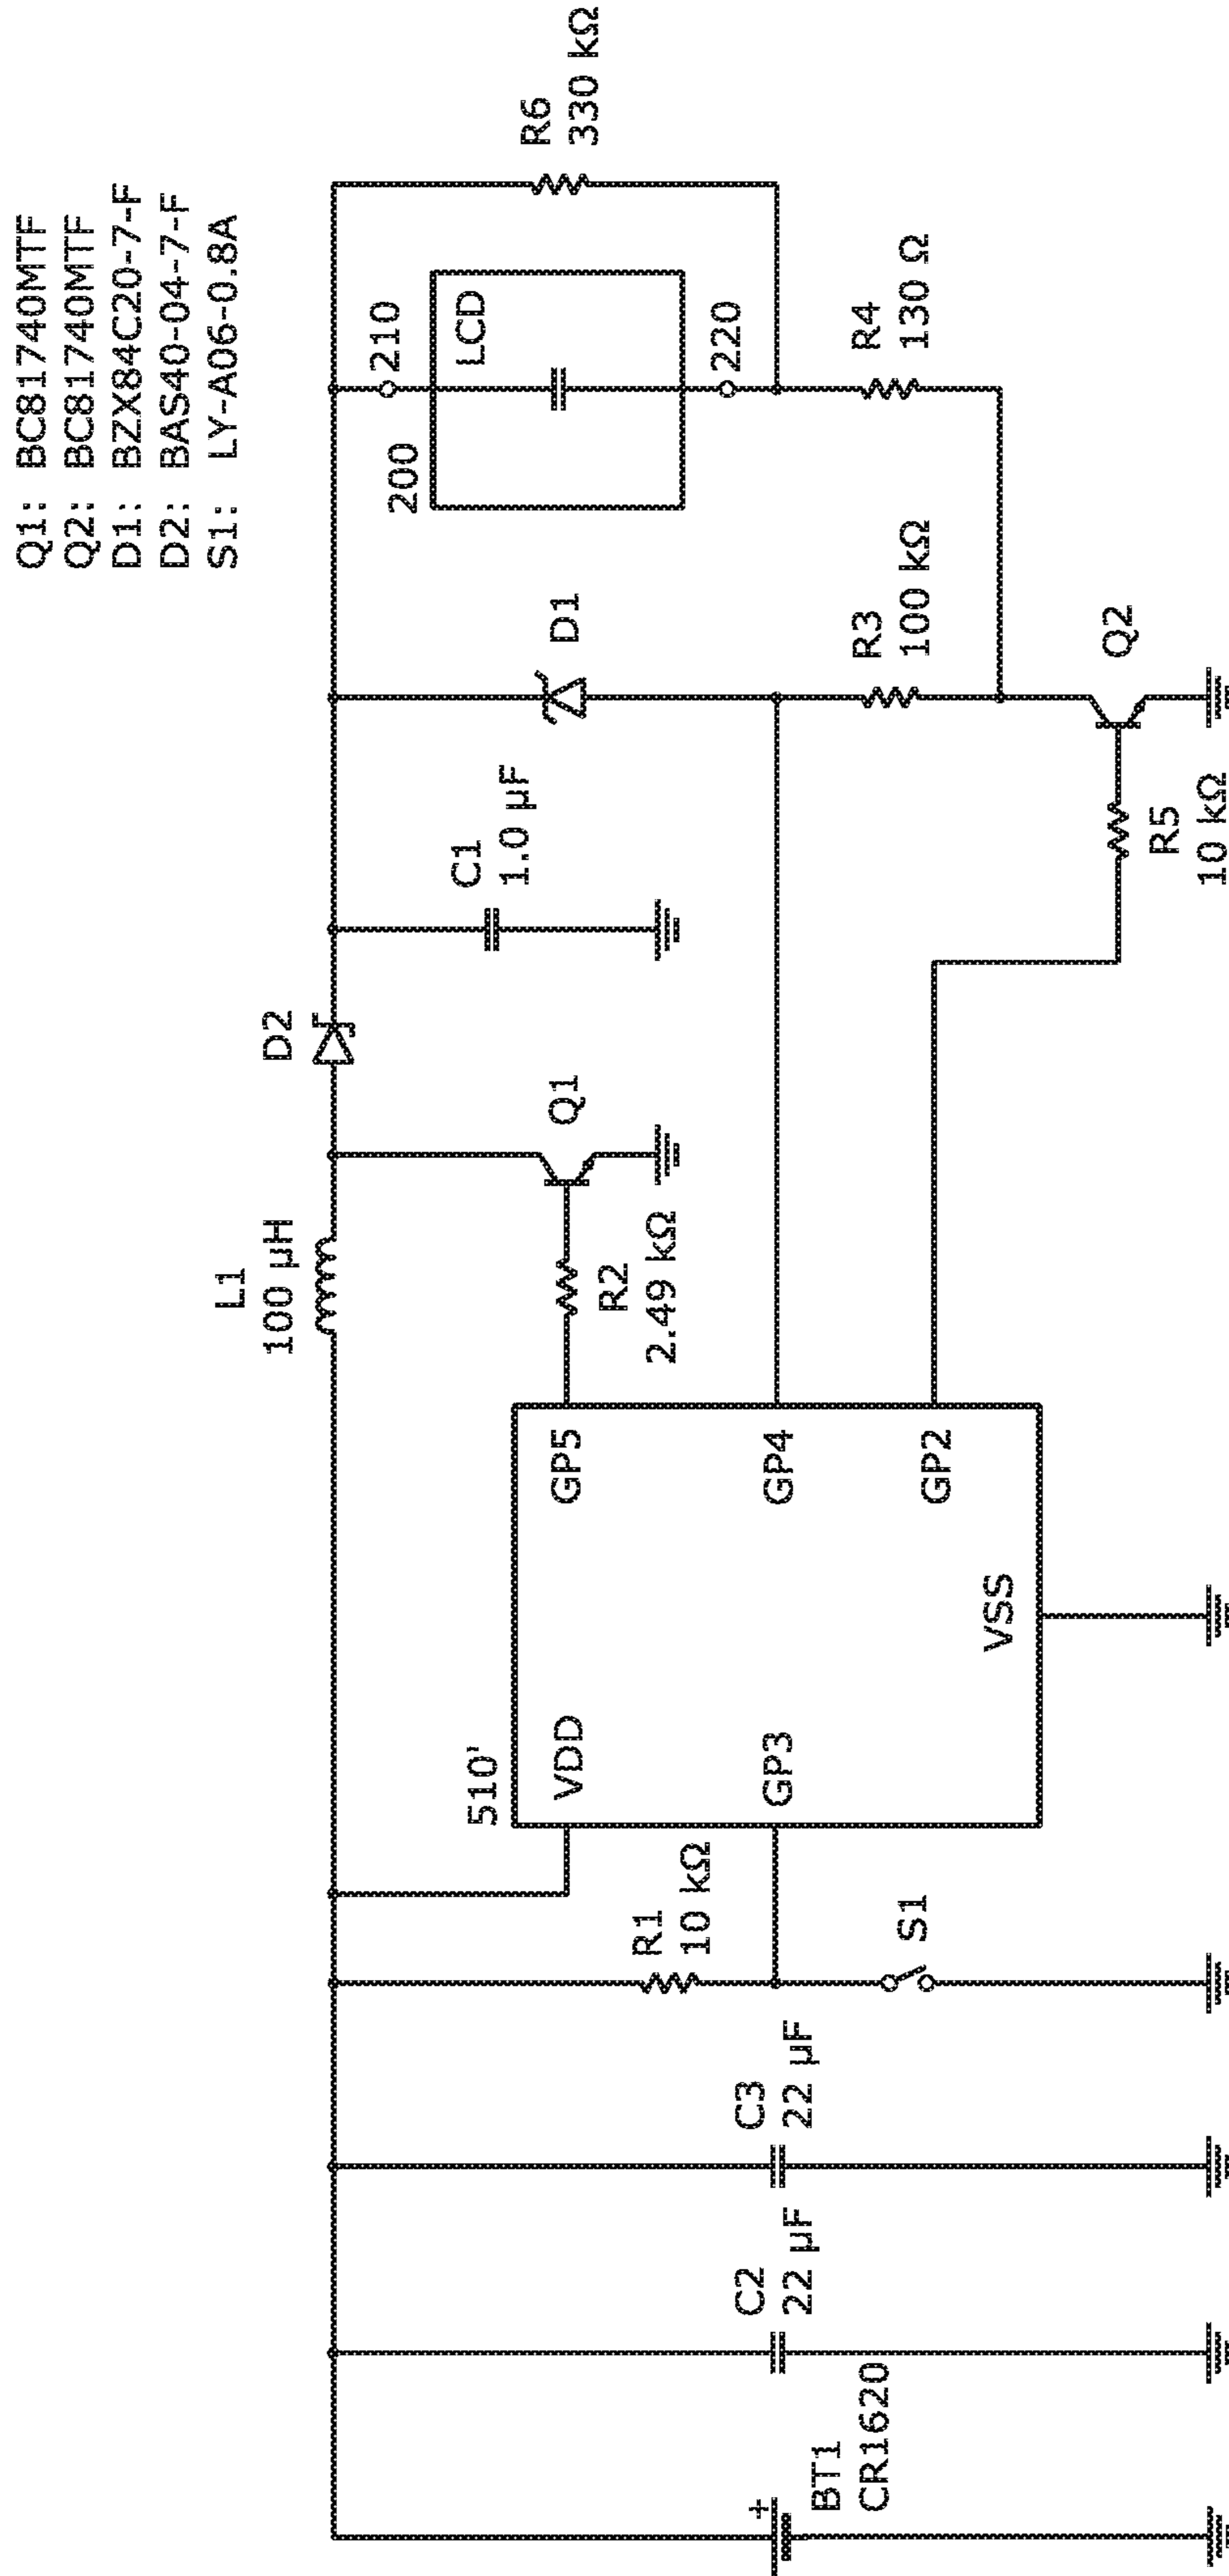 Q1: BC81740MTF
Q2: BC81740MTF
D1: BZX84C20-7-F
D2: BAS40-04-7-F
S1: LY-A06-0.8A
L1
100 µH
D2
C1
1.0 µF
Q1
R2
2.49 kΩ
D1
200
210
LCD
220
R6
330 kΩ
R3
100 kΩ
R4
130 Ω
Q2
R5
10 kΩ
510'
VDD
GP3
GP5
GP4
GP2
VSS
R1
10 kΩ
S1
C3
22 µF
C2
22 µF
+
BT1
CR1620